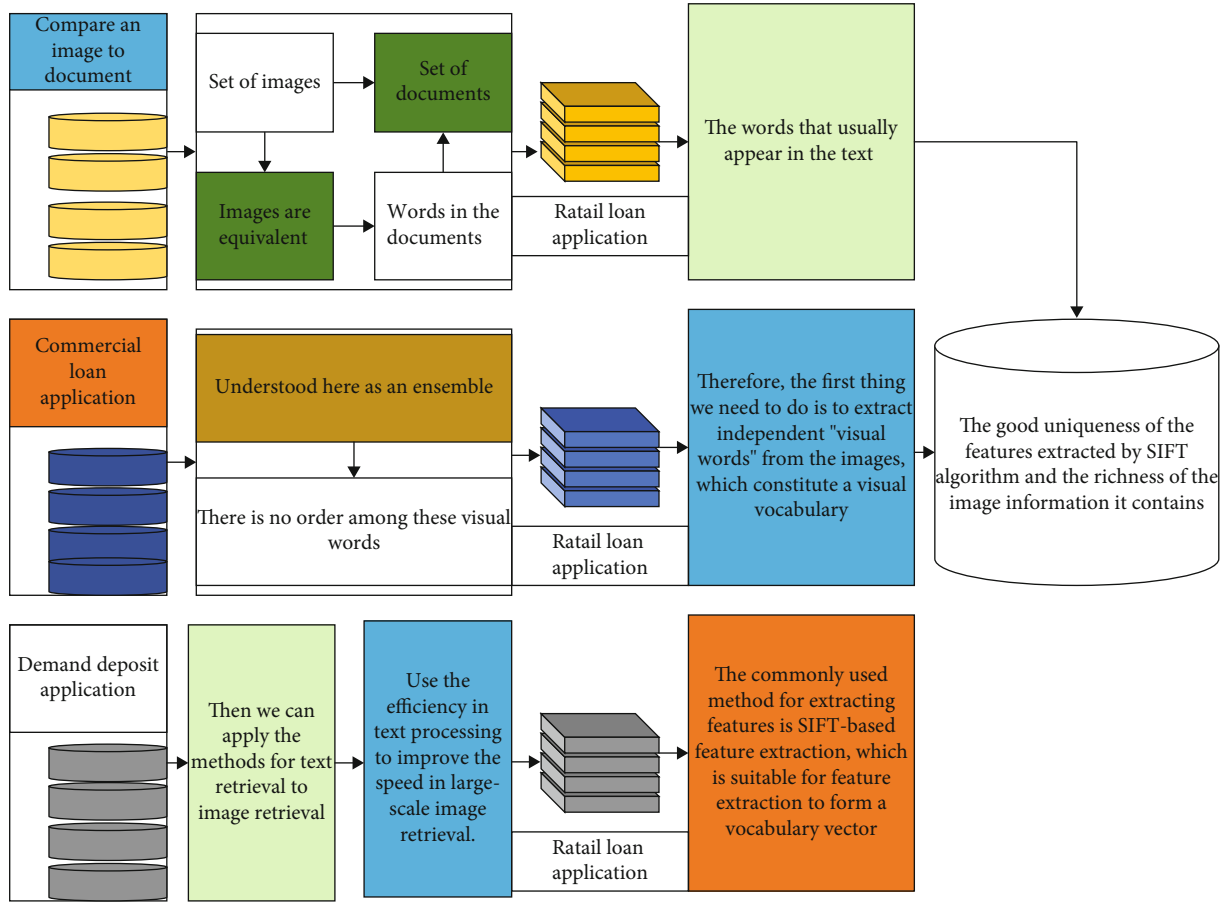 Compare an
image to
document
Set of images
Set of
documents
Images are
equivalent
Words in the
documents
Ratail loan
application
The words that usually
appear in the text
Commercial
loan
application
Understood here as an ensemble
There is no order among these visual
words
Ratail loan
application
Therefore, the first thing
we need to do is to extract
independent "visual
words" from the images,
which constitute a visual
vocabulary
The good uniqueness of the
features extracted by SIFT
algorithm and the richness of the
image information it contains
Demand deposit
application
Then we can
apply the
methods for text
retrieval to
image retrieval
Use the
efficiency in
text processing
to improve the
speed in large-
scale image
retrieval.
Ratail loan
application
The commonly used
method for extracting
features is SIFT-based
feature extraction, which
is suitable for feature
extraction to form a
vocabulary vector